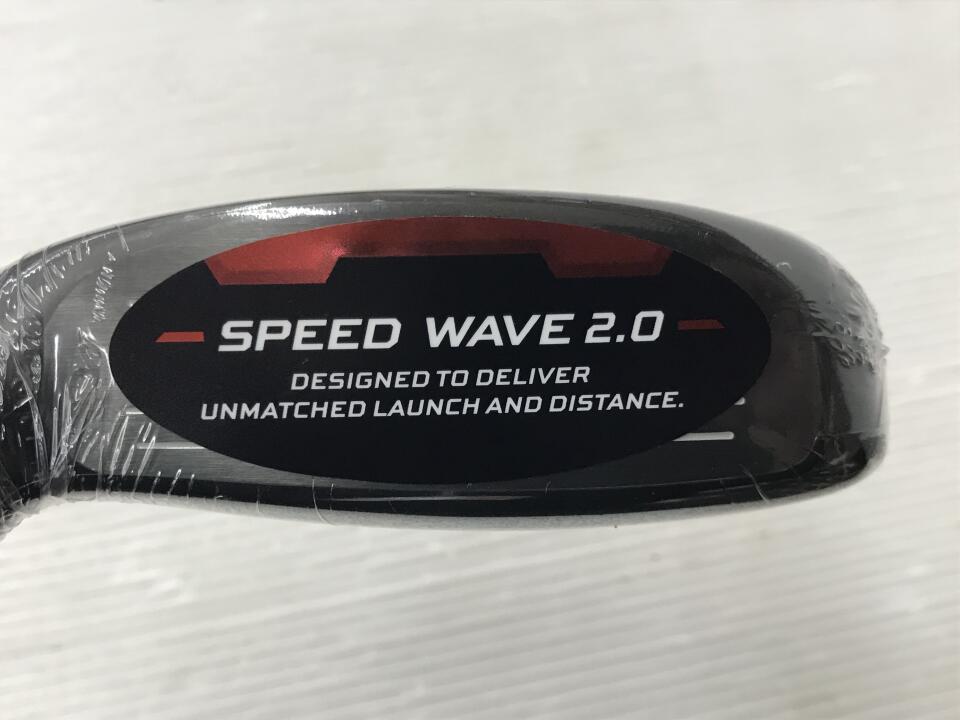 SPEED WAVE 2.0
DESIGNED TO DELIVER
UNMATCHED LAUNCH AND DISTANCE.